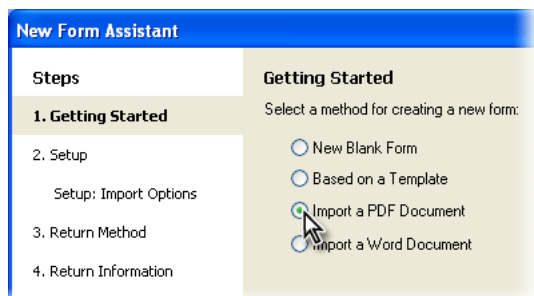 New Form Assistant
Steps
1. Getting Started
2. Setup
Setup: Import Options
3. Return Method
4. Return Information
Getting Started
Select a method for creating a new form:
New Blank Form
Based on a Template
Import a PDF Document
Import a Word Document